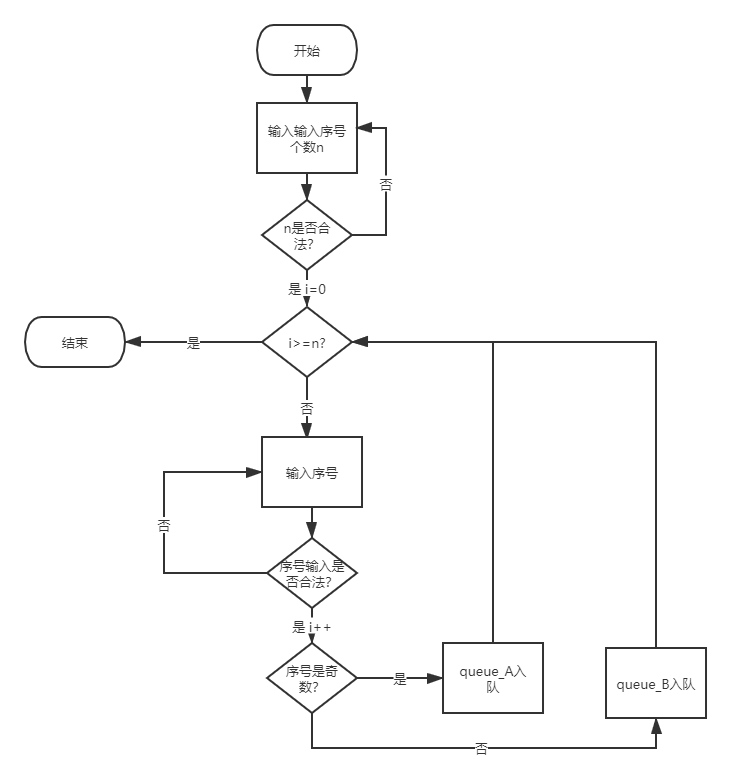 开始
输入输入序号
个数n
否
n是否合
法？
是 i=0
结束
是
i>=n?
否
输入序号
否
序号输入是
否合法？
是 i++
序号是奇
数？
是
queue_A入
队
queue_B入队
否